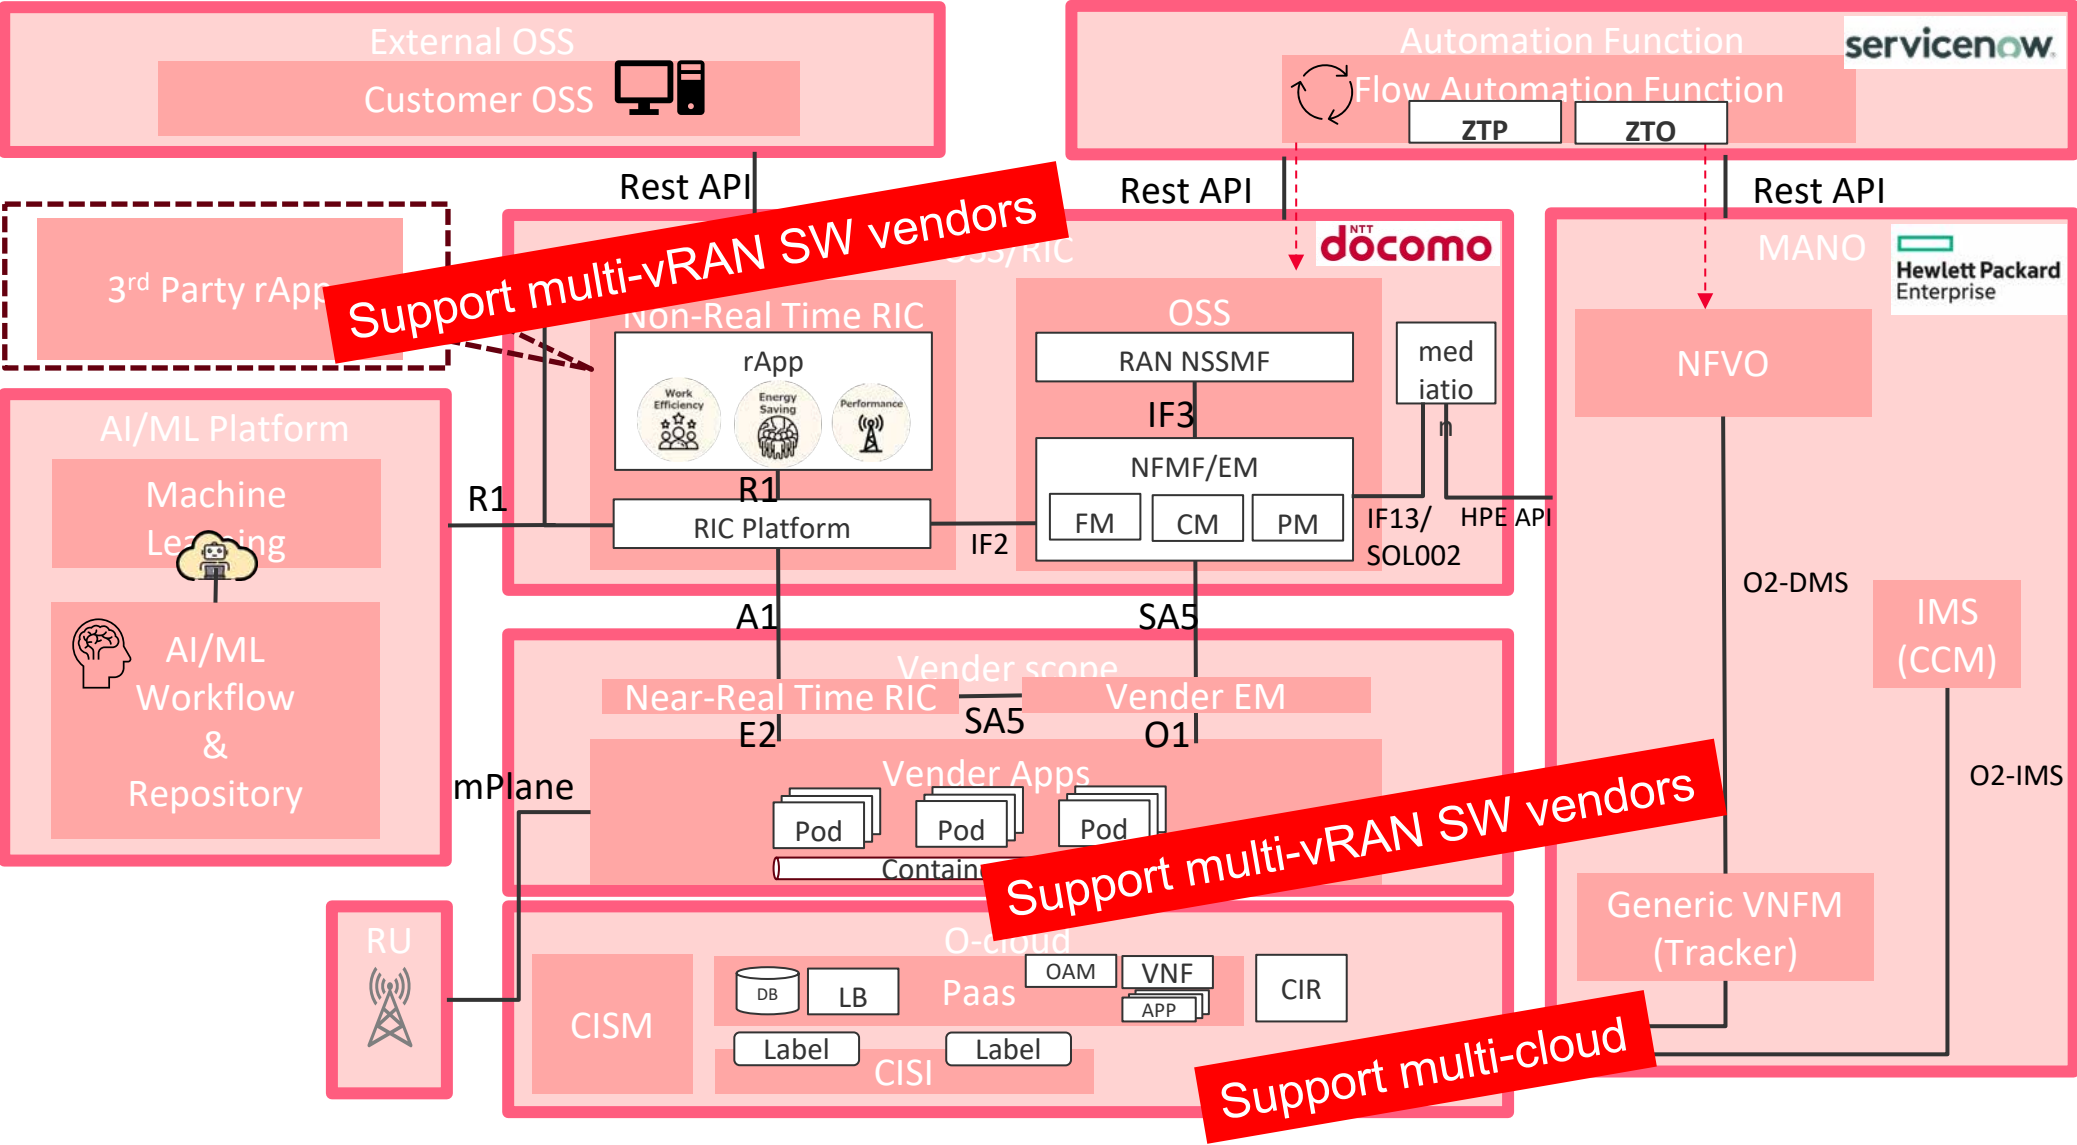 External OSS
Customer OSS
Automation Function
servicenow.
Flow Automation Function
ZTP
ZTO
Rest API
Rest API
Rest API
Support multi-vRAN SW vendors
3rd Party rApp
OSS/RIC
NTT
docomo
MANO
Hewlett Packard
Enterprise
Non-Real Time RIC
rApp
Work
Efficiency
Energy
Saving
Performance
R1
RIC Platform
OSS
RAN NSSMF
IF3
NFMF/EM
FM
CM
PM
med
iatio
n
IF2
IF13/
SOL002
HPE API
NFVO
AI/ML Platform
Machine
Learning
R1
AI/ML
Workflow
&
Repository
A1
SA5
O2-DMS
IMS
(CCM)
O2-IMS
Vender scope
Near-Real Time RIC
SA5
Vender EM
E2
O1
mPlane
Vender Apps
Pod
Pod
Pod
Support multi-vRAN SW vendors
Generic VNFM
(Tracker)
RU
O-cloud
CISM
DB
LB
Paas
OAM
VNF
APP
CIR
Label
Label
CISI
Support multi-cloud